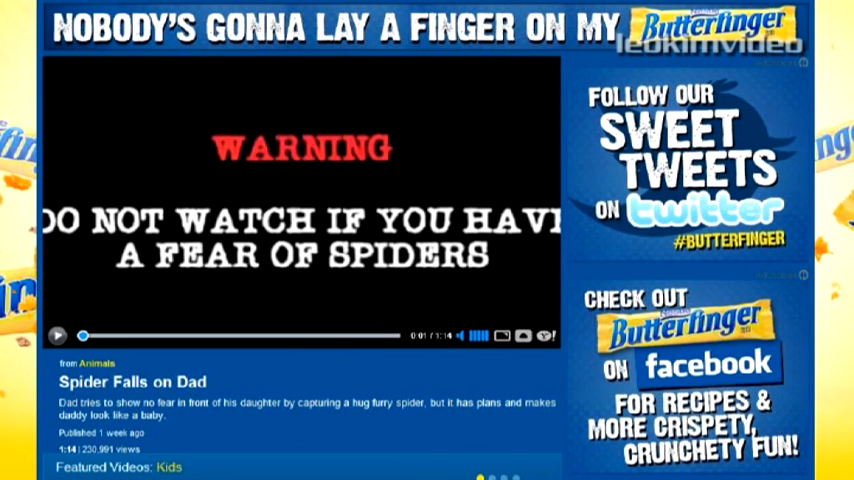 NOBODY'S GONNA LAY A FINGER ON MY Butterfinger
leokimvideo
WARNING
DO NOT WATCH IF YOU HAVE
A FEAR OF SPIDERS
0:01 / 1:14
Y!
from Animals
Spider Falls on Dad
Dad tries to show no fear in front of his daughter by capturing a hug furry spider, but it has plans and makes
daddy look like a baby.
Published 1 week ago
1:14 | 230,991 views
Featured Videos: Kids
FOLLOW OUR
SWEET
TWEETS
ON twitter
#BUTTERFINGER
CHECK OUT
Butterfinger
ON facebook
FOR RECIPES &
MORE CRISPETY,
CRUNCHETY FUN!